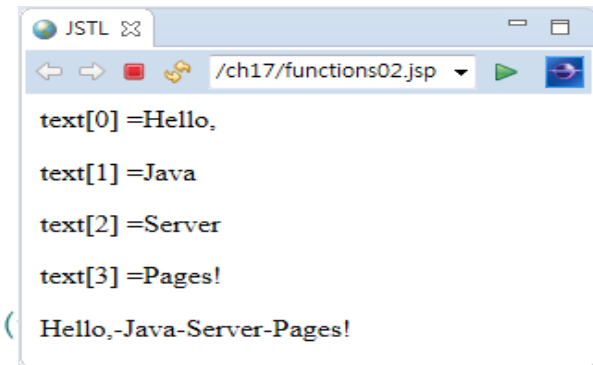 JSTL
/ch17/functions02.jsp
text[0] =Hello,
text[1] =Java
text[2] =Server
text[3] =Pages!
(
Hello,-Java-Server-Pages!